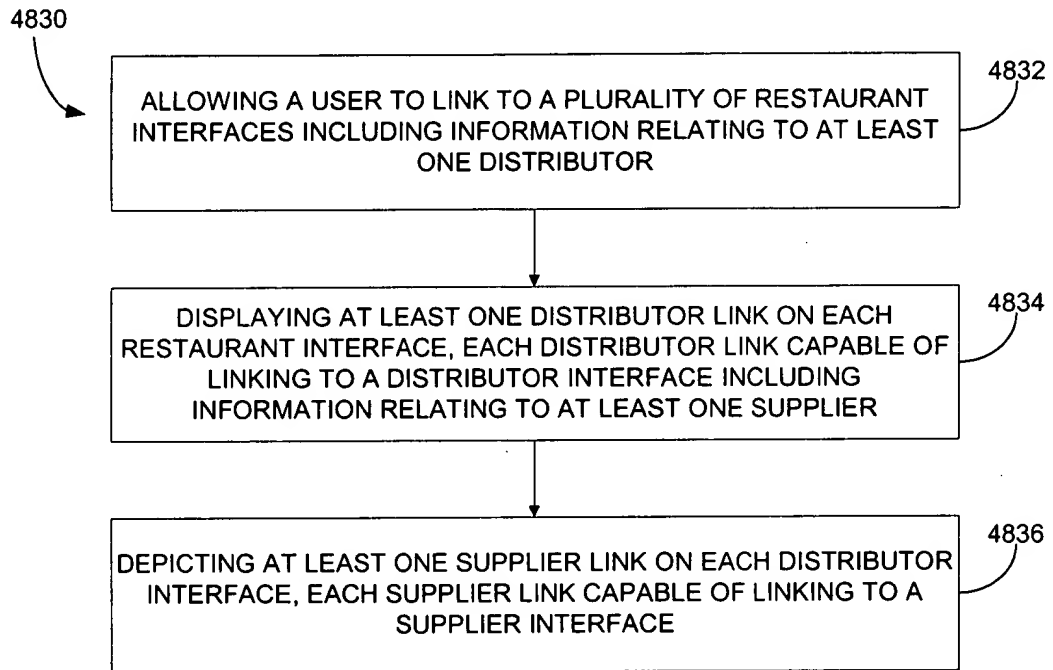 4830
4832
ALLOWING A USER TO LINK TO A PLURALITY OF RESTAURANT
INTERFACES INCLUDING INFORMATION RELATING TO AT LEAST
ONE DISTRIBUTOR
4834
DISPLAYING AT LEAST ONE DISTRIBUTOR LINK ON EACH
RESTAURANT INTERFACE, EACH DISTRIBUTOR LINK CAPABLE OF
LINKING TO A DISTRIBUTOR INTERFACE INCLUDING
INFORMATION RELATING TO AT LEAST ONE SUPPLIER
4836
DEPICTING AT LEAST ONE SUPPLIER LINK ON EACH DISTRIBUTOR
INTERFACE, EACH SUPPLIER LINK CAPABLE OF LINKING TO A
SUPPLIER INTERFACE